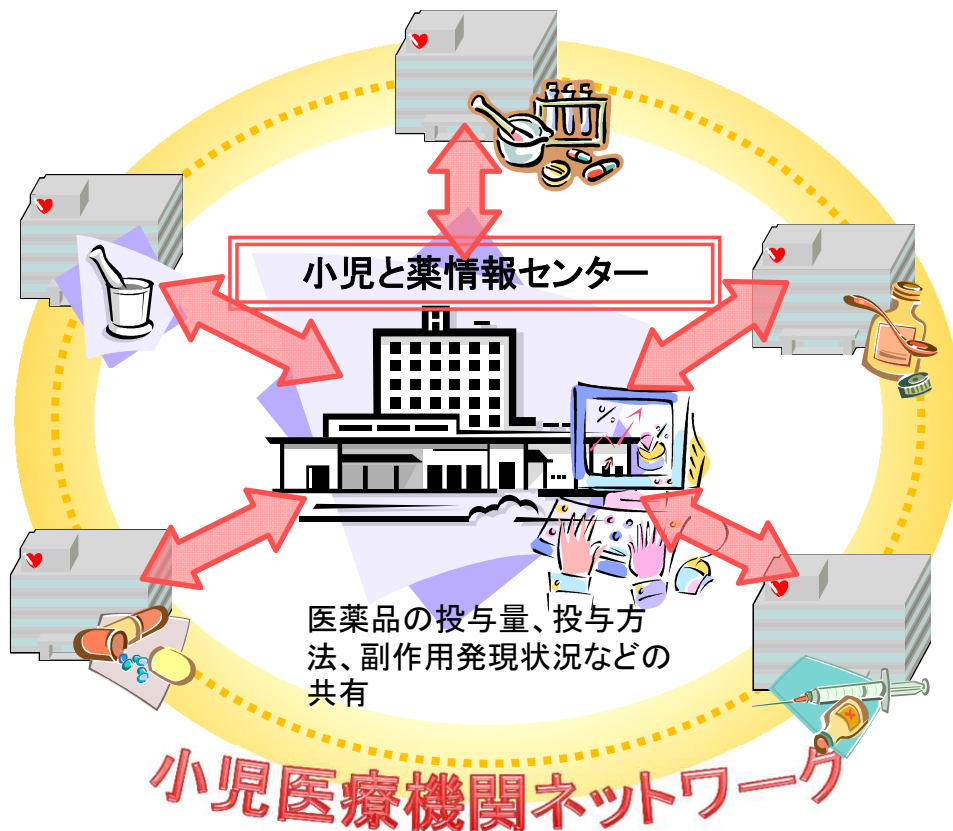 小児と薬情報センター
H
医薬品の投与量、投与方
法、副作用発現状況などの
共有
小児医療機関ネットワーク